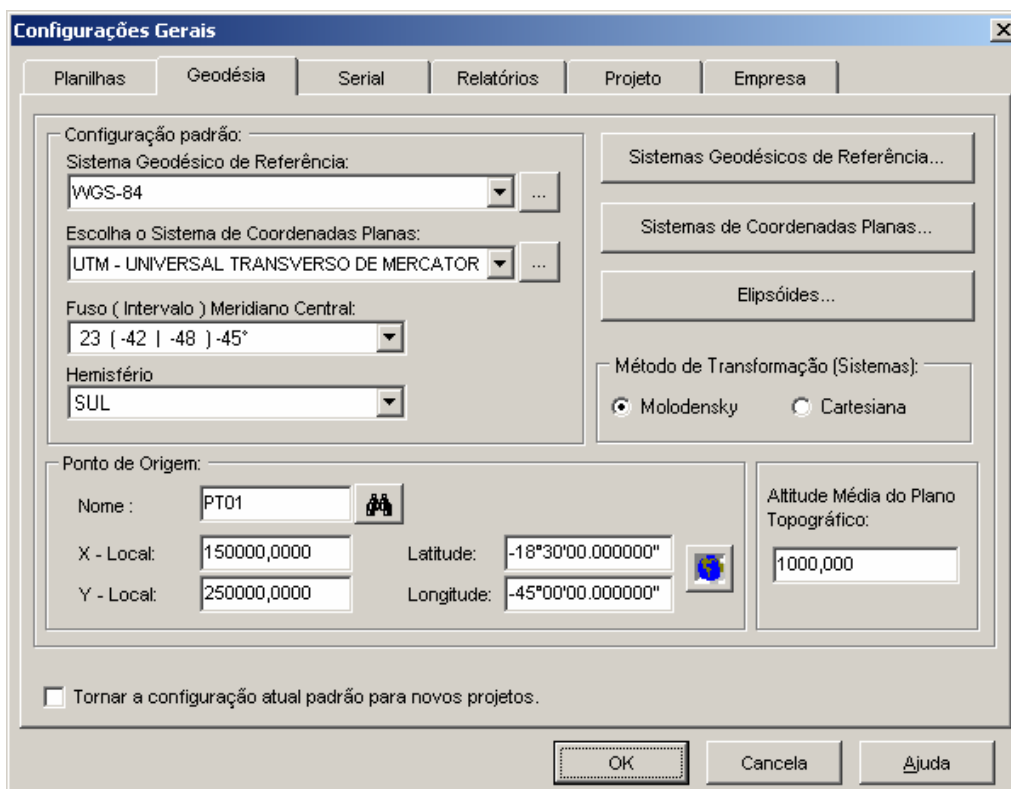 Configurações Gerais
Planilhas Geodésia Serial Relatórios Projeto Empresa
Configuração padrão:
Sistema Geodésico de Referência:
WGS-84 ...
Escolha o Sistema de Coordenadas Planas:
UTM - UNIVERSAL TRANSVERSO DE MERCATOR ...
Fuso ( Intervalo ) Meridiano Central:
23 ( -42 | -48 ) -45°
Hemisfério
SUL
Sistemas Geodésicos de Referência...
Sistemas de Coordenadas Planas...
Elipsóides...
Método de Transformação (Sistemas):
Molodensky Cartesiana
Ponto de Origem:
Nome : PT01
X - Local: 150000,0000 Latitude: -18°30'00.000000"
Y - Local: 250000,0000 Longitude: -45°00'00.000000"
Altitude Média do Plano
Topográfico:
1000,000
Tornar a configuração atual padrão para novos projetos.
OK Cancela Ajuda